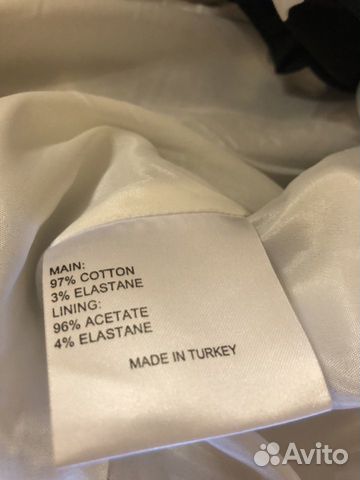 MAIN:
97% COTTON
3% ELASTANE
LINING:
96% ACETATE
4% ELASTANE
MADE IN TURKEY
Avito